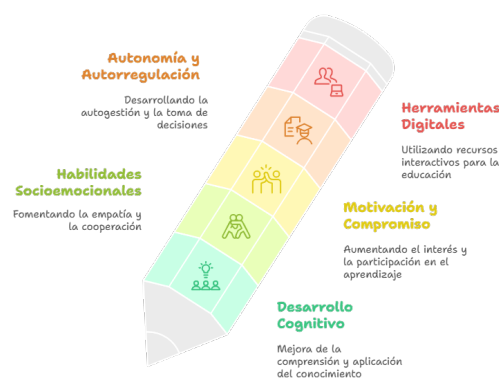 Autonomía y
Autorregulación
Desarrollando la
autogestión y la toma de
decisiones
Herramientas
Digitales
Utilizando recursos
interactivos para la
educación
Habilidades
Socioemocionales
Fomentando la empatía y
la cooperación
Motivación y
Compromiso
Aumentando el interés y
la participación en el
aprendizaje
Desarrollo
Cognitivo
Mejora de la
comprensión y aplicación
del conocimiento